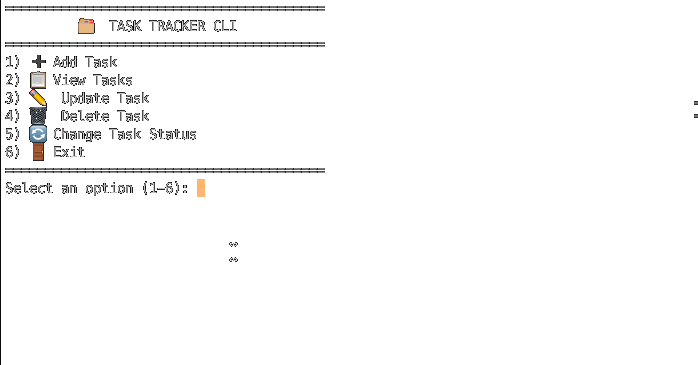 TASK TRACKER CLI
1) ➕ Add Task
2) 📋 View Tasks
3) ✏️ Update Task
4) 🗑️ Delete Task
5) 🔄 Change Task Status
6) 🚪 Exit
Select an option (1–6):